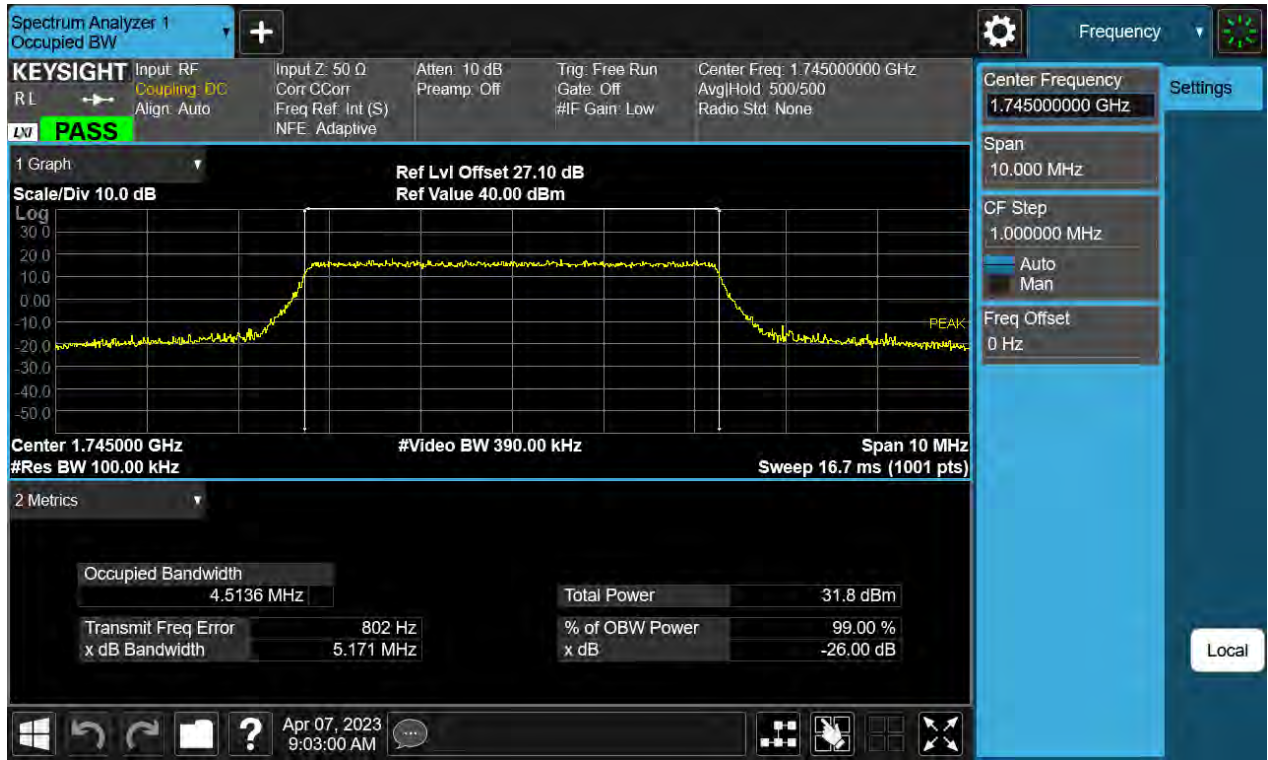 Spectrum Analyzer 1
Occupied BW
+
Frequency
KEYSIGHT
RL
LXI
PASS
Input: RF
Coupling: DC
Align: Auto
Input Z: 50 Ω
Corr CCorr
Freq Ref: Int (S)
NFE: Adaptive
Atten: 10 dB
Preamp: Off
Trig: Free Run
Gate: Off
#IF Gain: Low
Center Freq: 1.745000000 GHz
Avg|Hold: 500/500
Radio Std: None
1 Graph
Scale/Div 10.0 dB
Ref Lvl Offset 27.10 dB
Ref Value 40.00 dBm
Log
30.0
20.0
10.0
0.00
-10.0
-20.0
-30.0
-40.0
-50.0
PEAK
Center 1.745000 GHz
#Video BW 390.00 kHz
Span 10 MHz
#Res BW 100.00 kHz
Sweep 16.7 ms (1001 pts)
2 Metrics
Occupied Bandwidth
4.5136 MHz
Total Power 31.8 dBm
Transmit Freq Error 802 Hz
% of OBW Power 99.00 %
x dB Bandwidth 5.171 MHz
x dB -26.00 dB
Center Frequency
1.745000000 GHz
Settings
Span
10.000 MHz
CF Step
1.000000 MHz
Auto
Man
Freq Offset
0 Hz
Local
?
Apr 07, 2023
9:03:00 AM